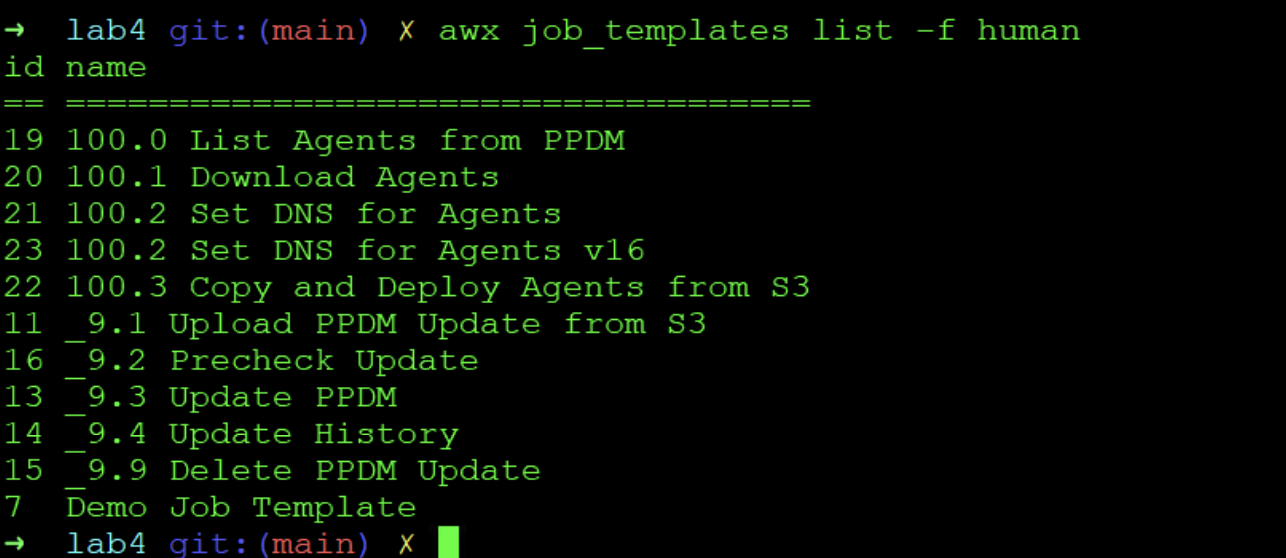 → lab4 git:(main) ✗ awx job_templates list -f human
id name
== ====================================
19 100.0 List Agents from PPDM
20 100.1 Download Agents
21 100.2 Set DNS for Agents
23 100.2 Set DNS for Agents v16
22 100.3 Copy and Deploy Agents from S3
11 _9.1 Upload PPDM Update from S3
16 _9.2 Precheck Update
13 _9.3 Update PPDM
14 _9.4 Update History
15 _9.9 Delete PPDM Update
7  Demo Job Template
→ lab4 git:(main) ✗